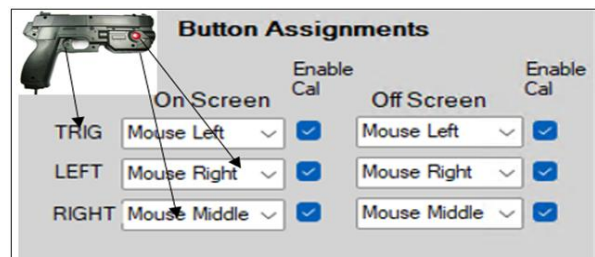 Button Assignments
Enable Cal Enable Cal
On Screen Off Screen
TRIG Mouse Left Mouse Left
LEFT Mouse Right Mouse Right
RIGHT Mouse Middle Mouse Middle